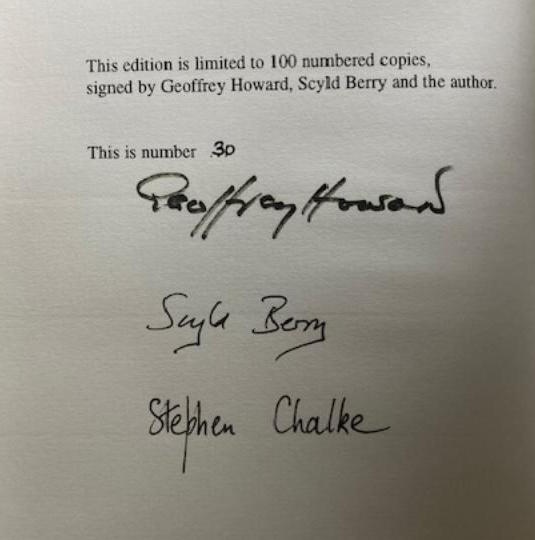 This edition is limited to 100 numbered copies,
signed by Geoffrey Howard, Scyld Berry and the author.
This is number 30
Geoffrey Howard
Scyld Berry
Stephen Chalke